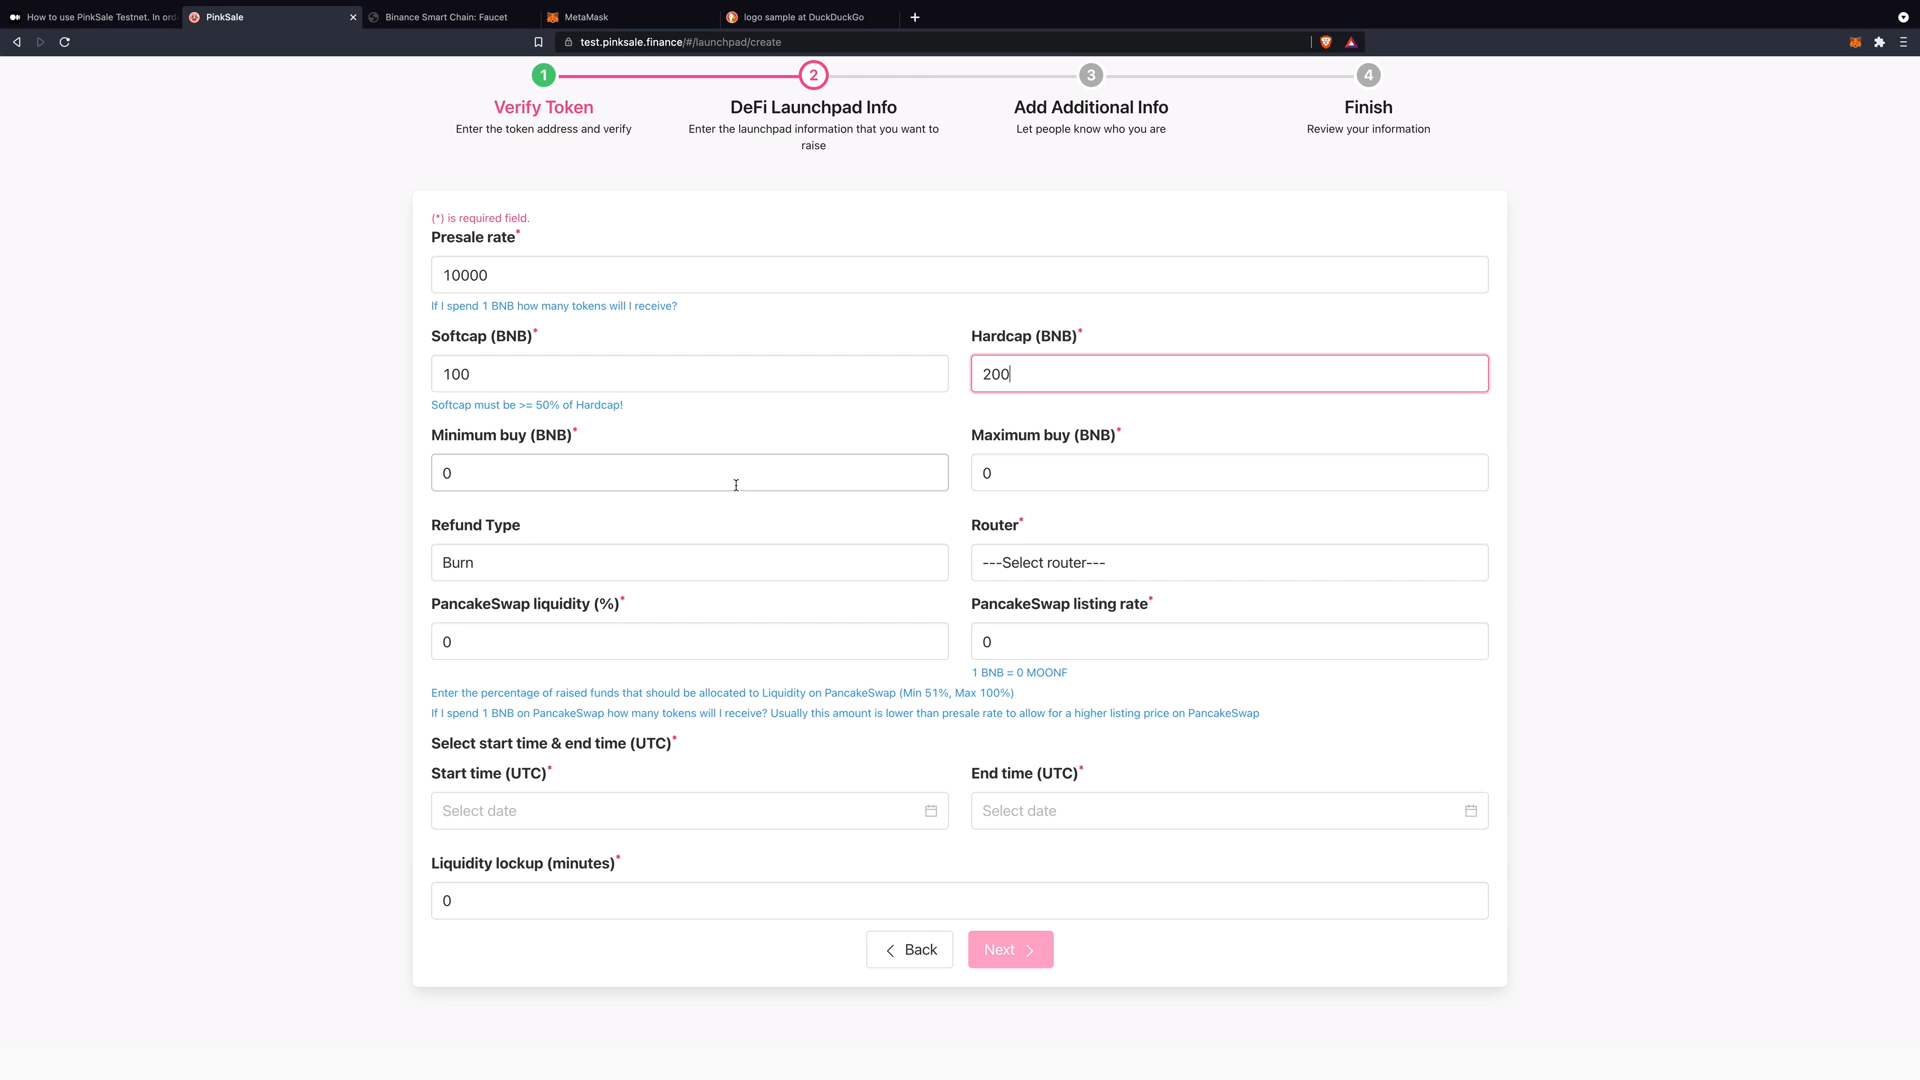 How to use PinkSale Testnet. In ord
PinkSale
Binance Smart Chain: Faucet
MetaMask
logo sample at DuckDuckGo
test.pinksale.finance/#/launchpad/create
1
2
3
4
Verify Token
DeFi Launchpad Info
Add Additional Info
Finish
Enter the token address and verify
Enter the launchpad information that you want to
raise
Let people know who you are
Review your information
(*) is required field.
Presale rate*
10000
If I spend 1 BNB how many tokens will I receive?
Softcap (BNB)*
Hardcap (BNB)*
100
200
Softcap must be >= 50% of Hardcap!
Minimum buy (BNB)*
Maximum buy (BNB)*
0
0
Refund Type
Router*
Burn
---Select router---
PancakeSwap liquidity (%)*
PancakeSwap listing rate*
0
0
1 BNB = 0 MOONF
Enter the percentage of raised funds that should be allocated to Liquidity on PancakeSwap (Min 51%, Max 100%)
If I spend 1 BNB on PancakeSwap how many tokens will I receive? Usually this amount is lower than presale rate to allow for a higher listing price on PancakeSwap
Select start time & end time (UTC)*
Start time (UTC)*
End time (UTC)*
Select date
Select date
Liquidity lockup (minutes)*
0
Back
Next